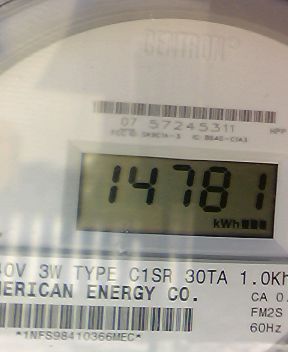 CENTRON®
07 57245311
14781
kWh
40V 3W TYPE C1SR 30TA 1.0Kh
MERICAN ENERGY CO.
CA 0.
FM2S
60Hz
*1NFS98410366MEC*